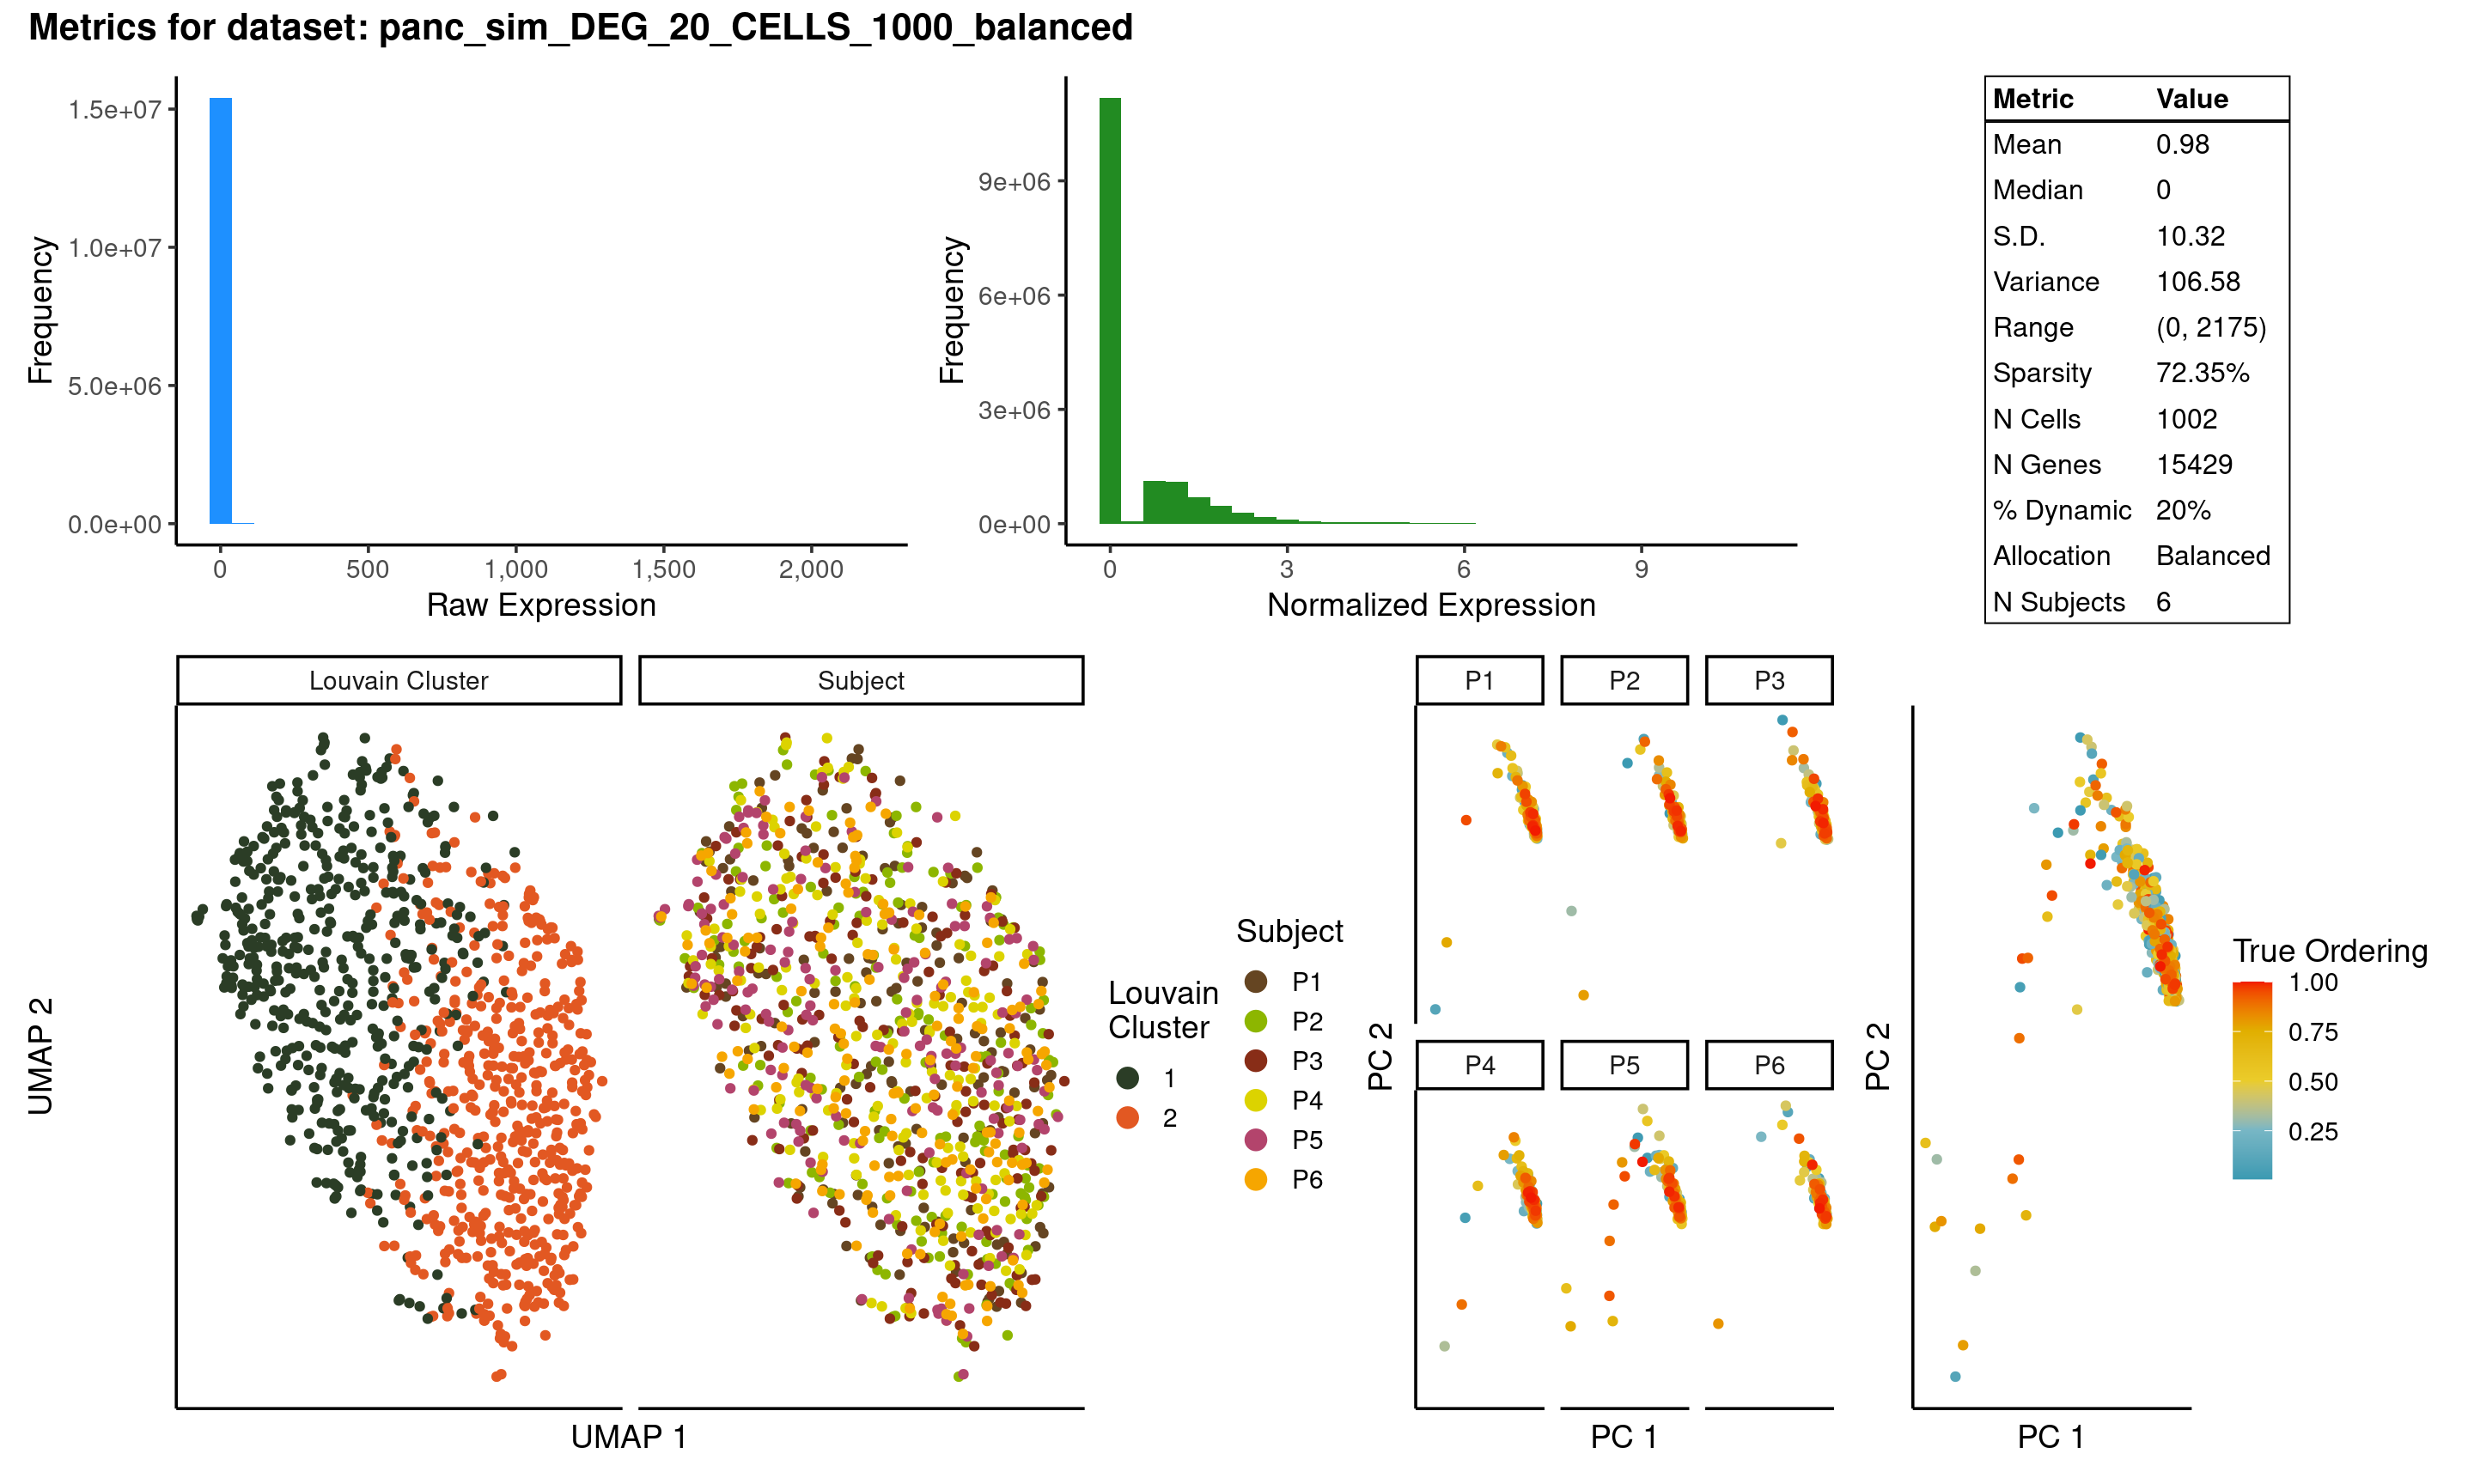 Metrics for dataset: panc_sim_DEG_20_CELLS_1000_balanced
Frequency
1.5e+07
1.0e+07
5.0e+06
0.0e+00
0 500 1,000 1,500 2,000
Raw Expression
Frequency
9e+06
6e+06
3e+06
0e+00
0 3 6 9
Normalized Expression
Metric Value
Mean 0.98
Median 0
S.D. 10.32
Variance 106.58
Range (0, 2175)
Sparsity 72.35%
N Cells 1002
N Genes 15429
% Dynamic 20%
Allocation Balanced
N Subjects 6
Louvain Cluster Subject
UMAP 2
UMAP 1
Louvain
Cluster
1
2
Subject
P1
P2
P3
P4
P5
P6
P1 P2 P3
PC 2
P4 P5 P6
PC 1
PC 2
PC 1
True Ordering
1.00
0.75
0.50
0.25